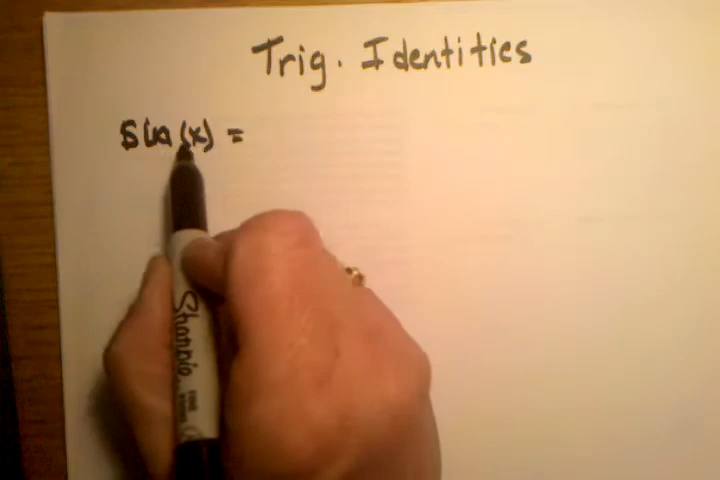 Trig. Identities
Sin (x) =
Sharpie